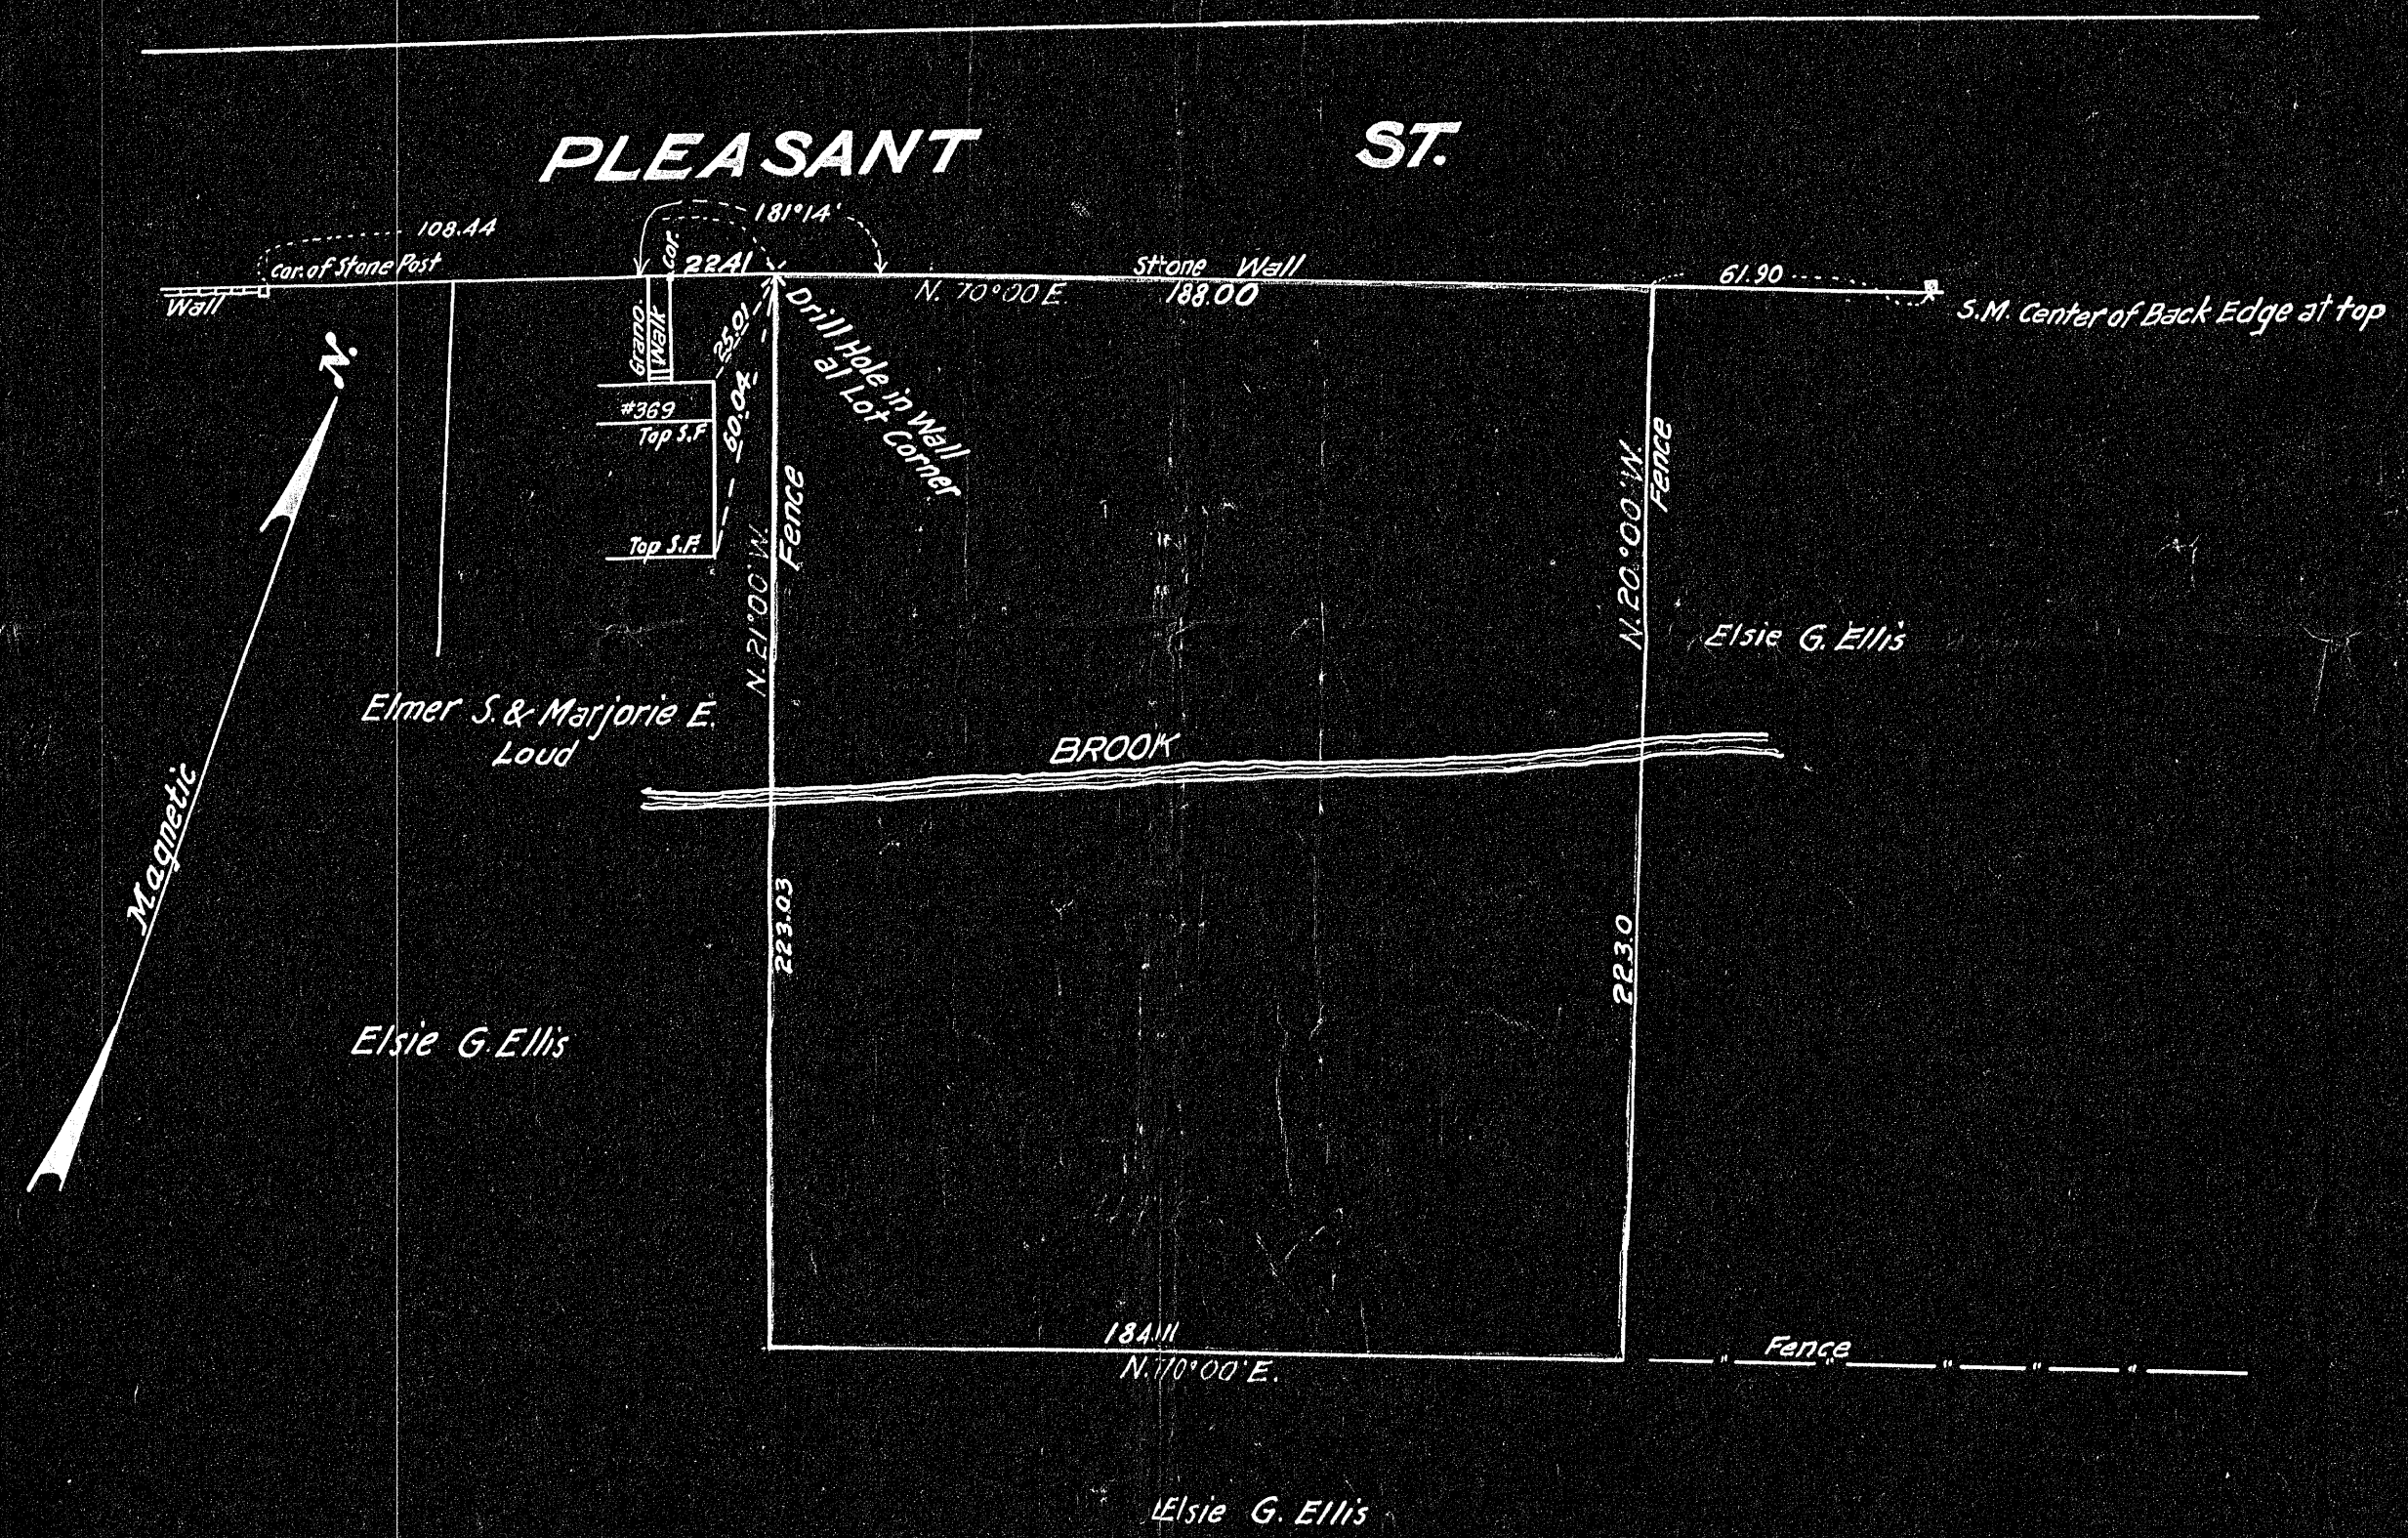 PLEASANT ST.
181°14'
108.44
Cor. of Stone Post
Cor.
22.41
Stone Wall
61.90
Wall
N. 70°00 E.
188.00
S.M. Center of Back Edge at top
Grano.
Walk
25.01
60.04
Drill Hole in Wall
at Lot Corner
N.
#369
Top S.F.
Top S.F.
Fence
N. 21°00' W.
Fence
N. 20°00' W.
Elsie G. Ellis
Elmer S. & Marjorie E.
Loud
BROOK
Magnetic
223.03
223.0
Elsie G. Ellis
184.11
N. 70°00' E.
Fence
Elsie G. Ellis